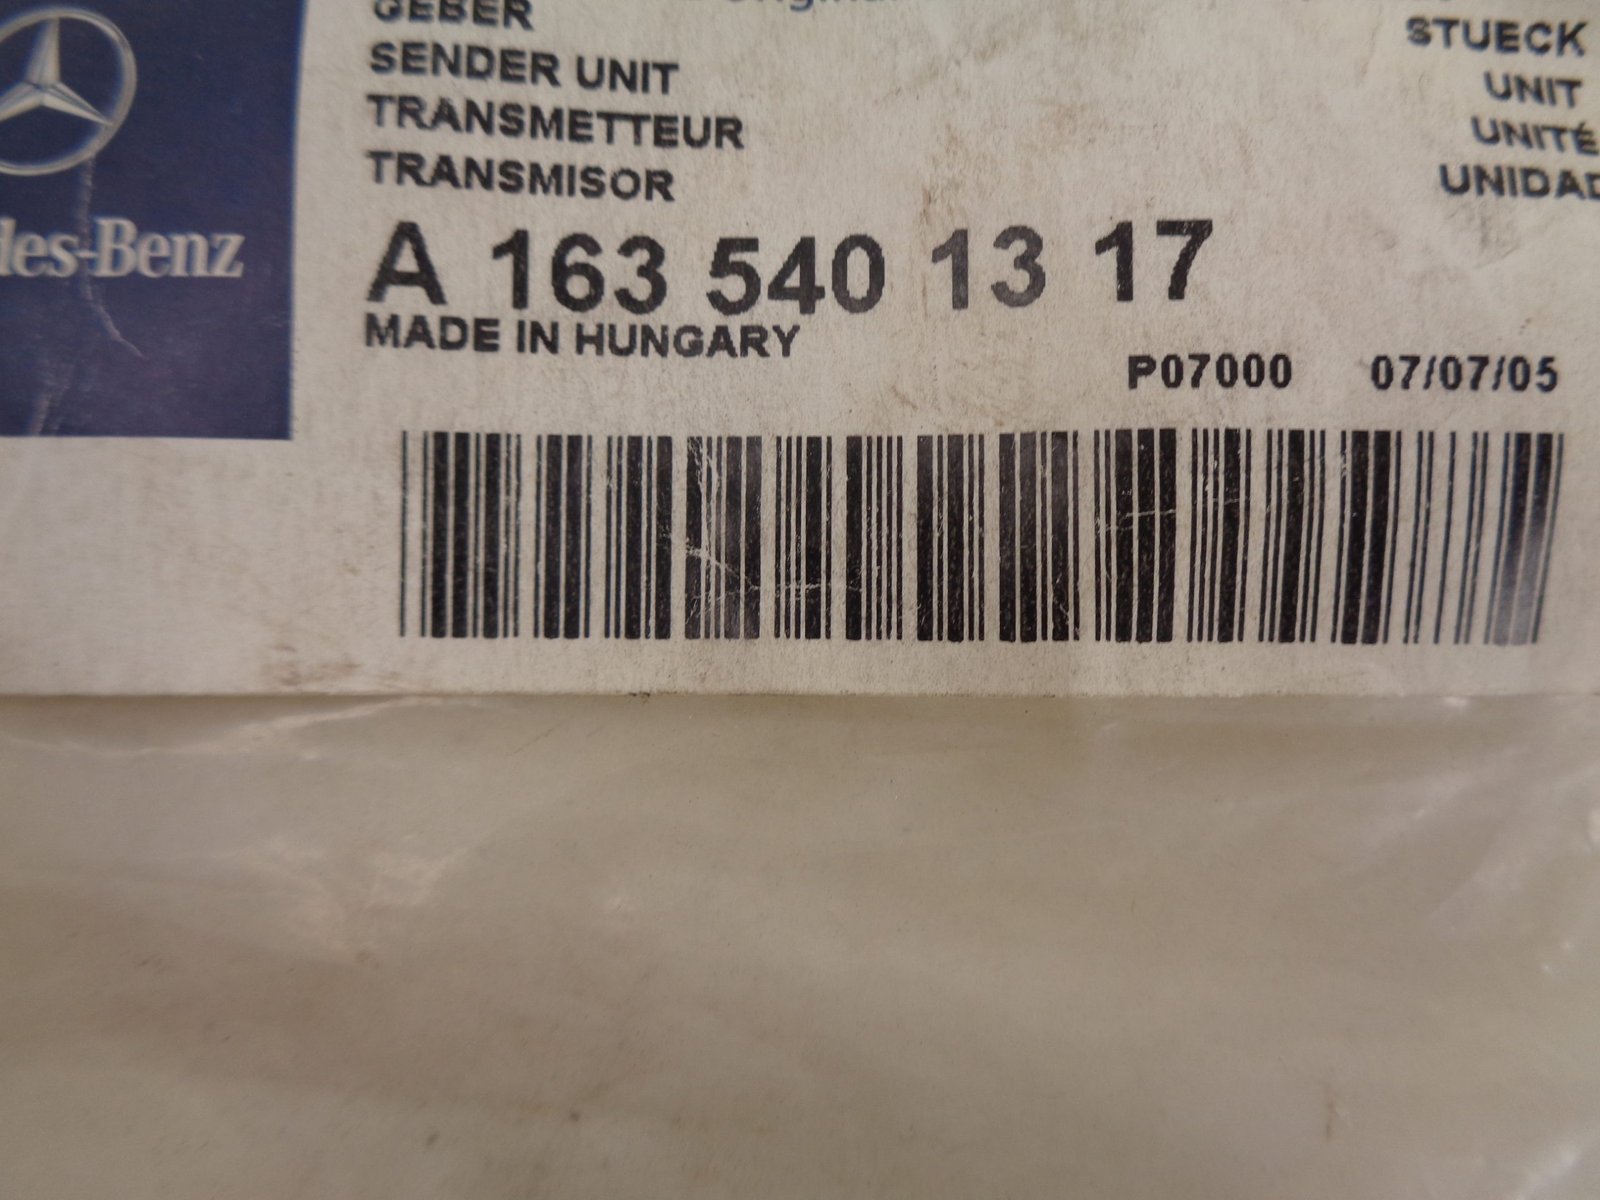 GEBER
SENDER UNIT
TRANSMETTEUR
TRANSMISOR
STUECK
UNIT
UNITÉ
UNIDAD
des-Benz
A 163 540 13 17
MADE IN HUNGARY
P07000 07/07/05